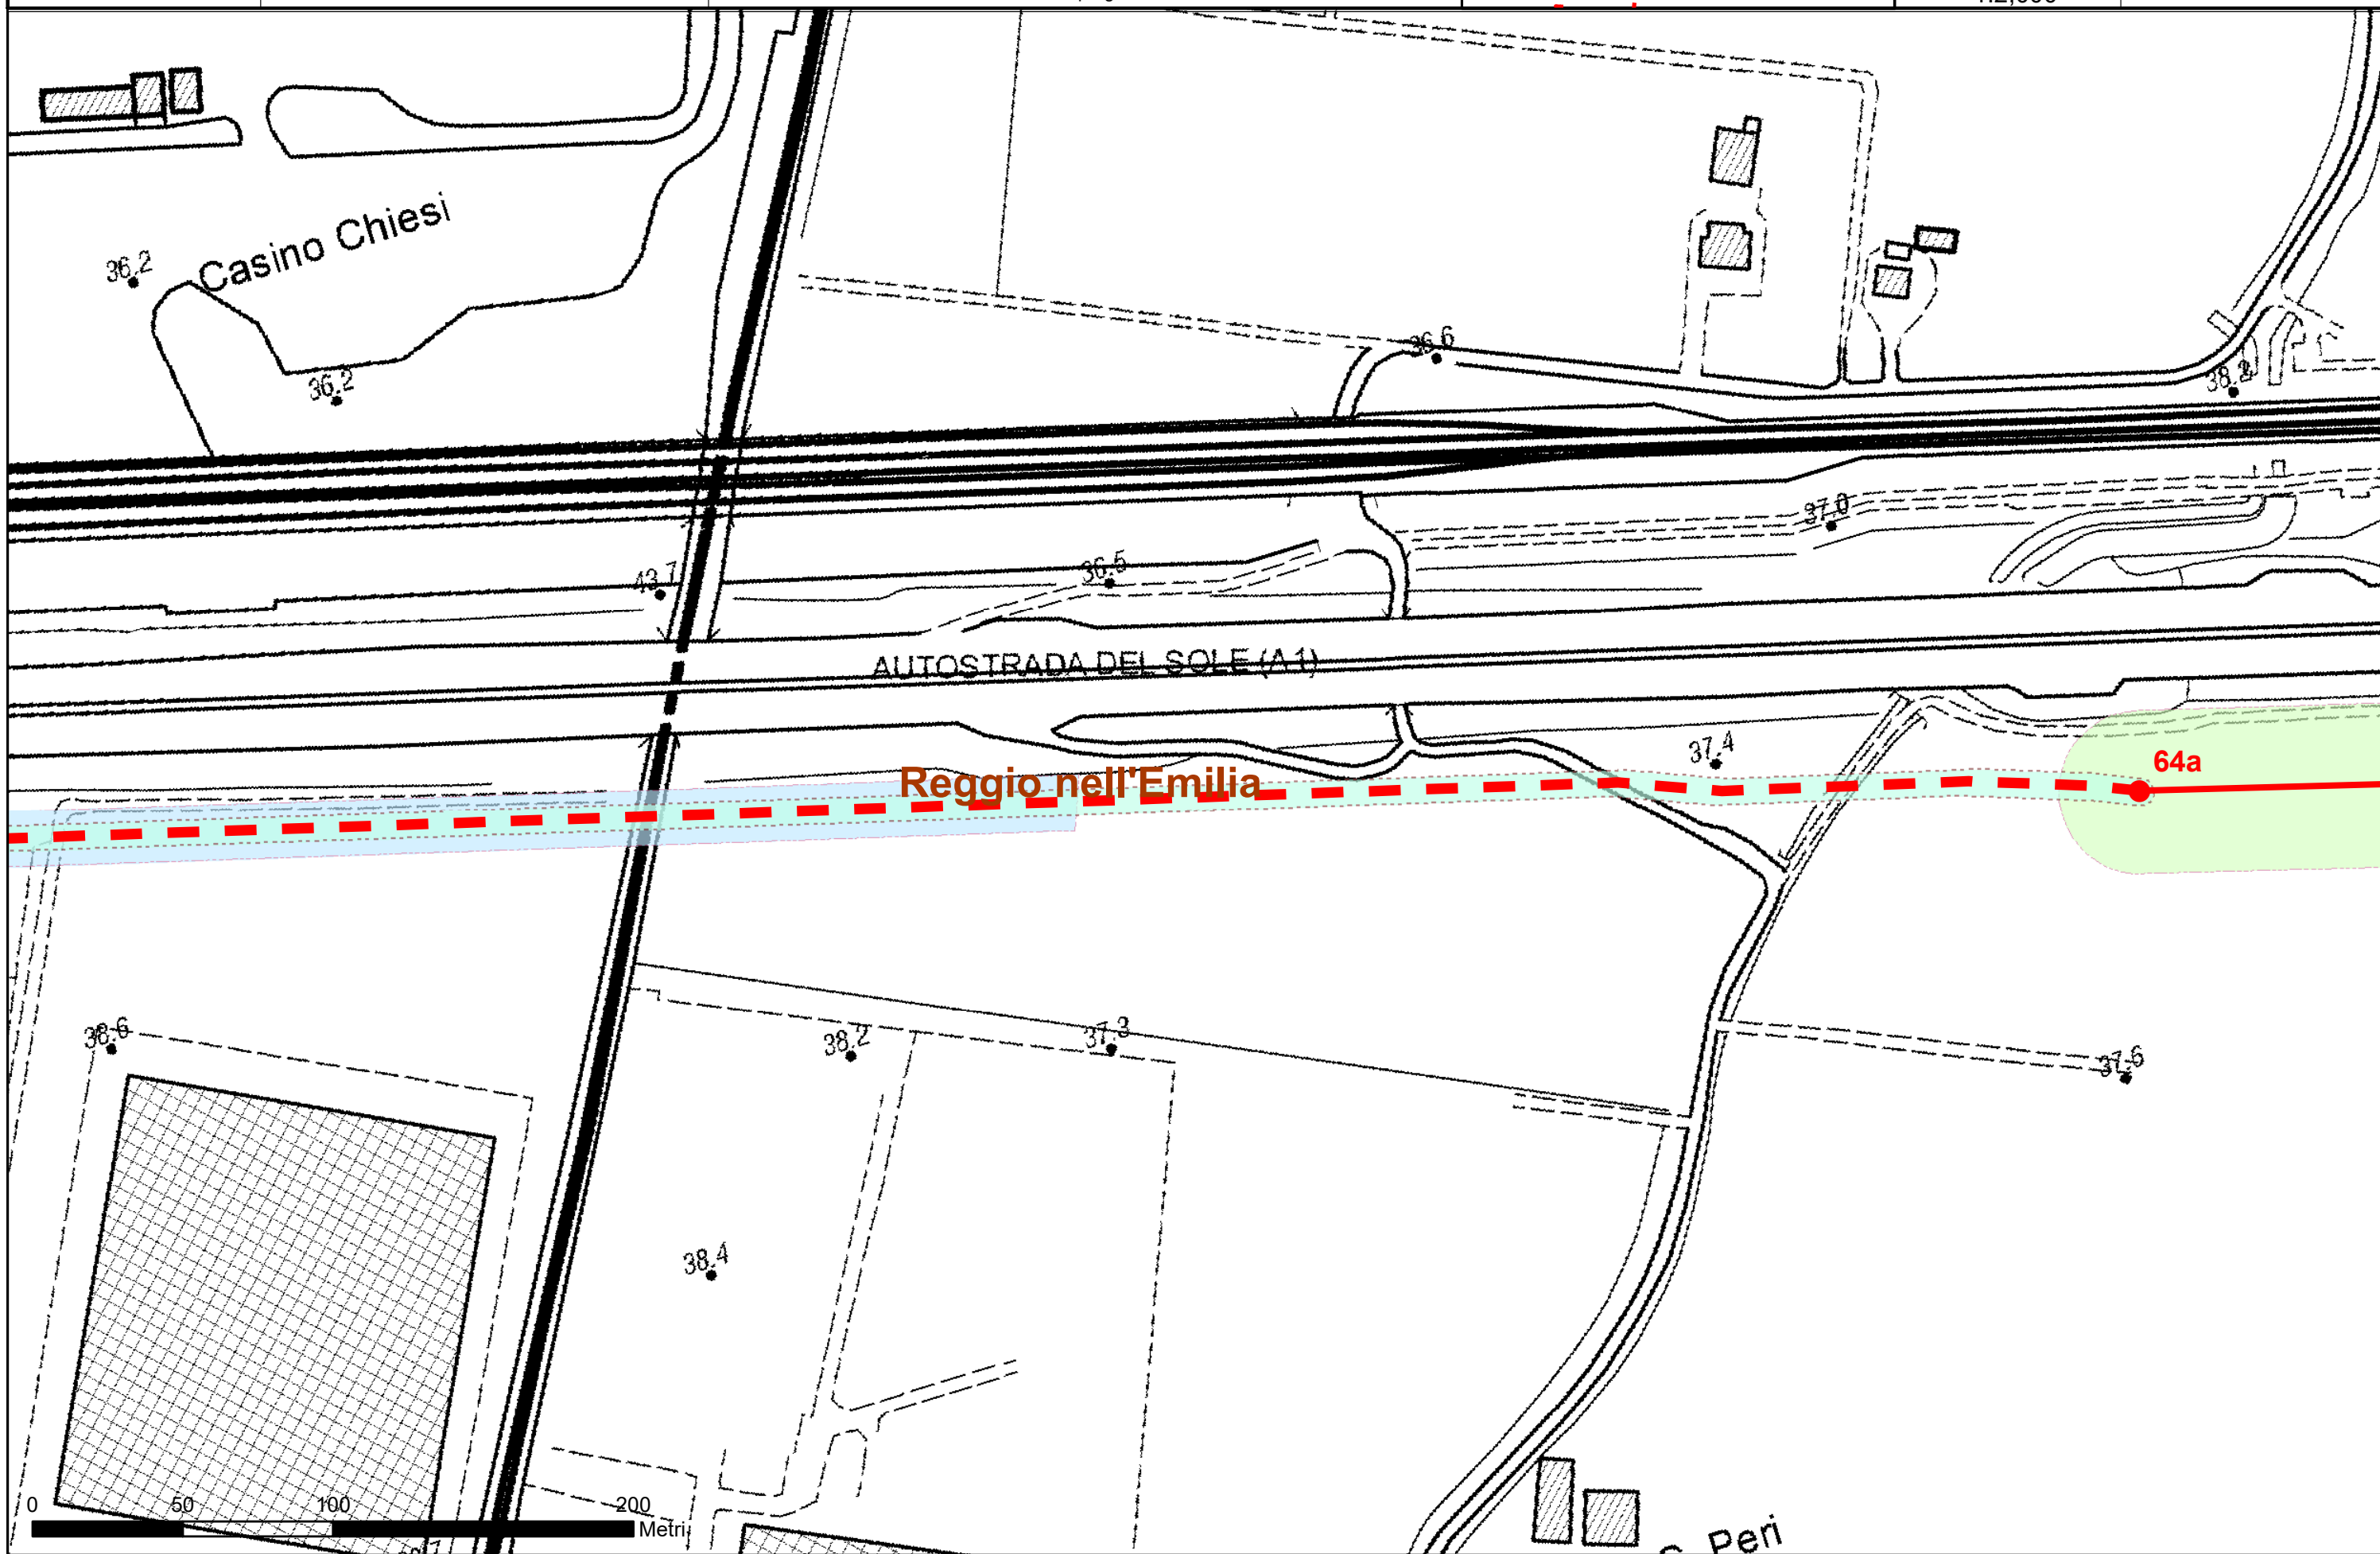 Casino Chiesi
36.2
36.2
36.6
38.2
37.0
36.5
43.7
AUTOSTRADA DEL SOLE (A1)
37.4
64a
Reggio nell'Emilia
38.6
38.2
37.3
37.6
38.4
0 50 100 200
Metri
Peri